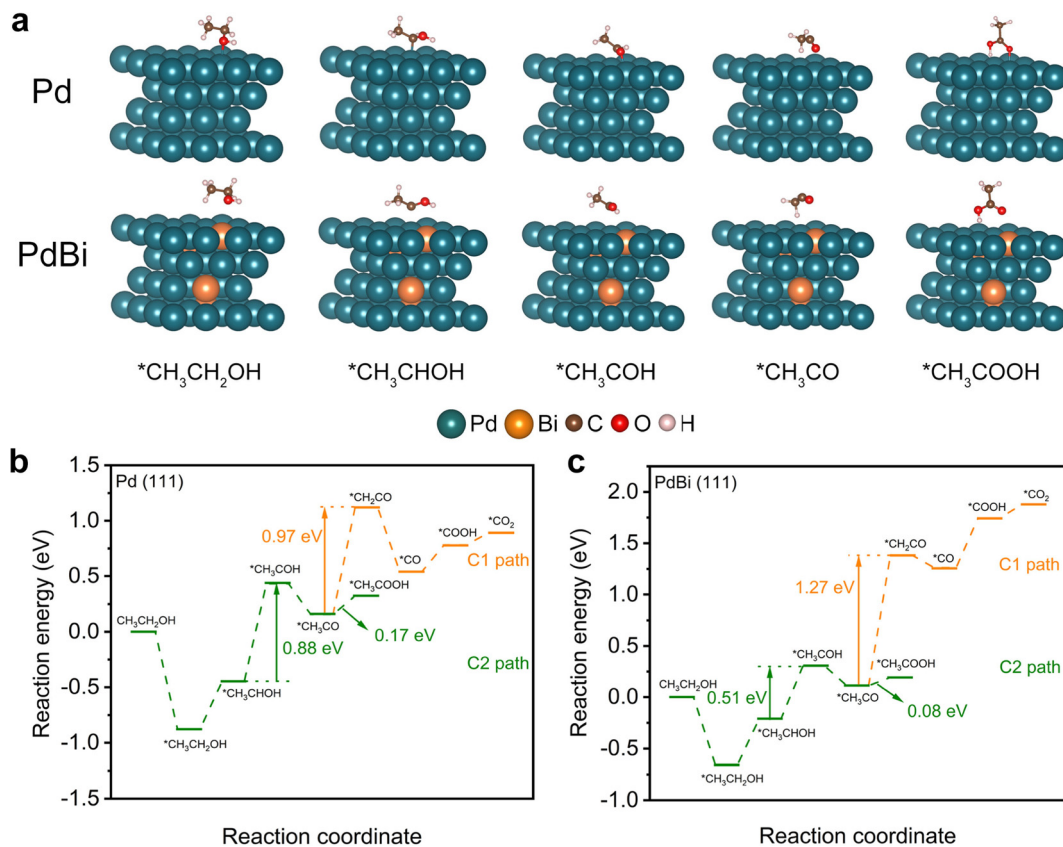 a
Pd
PdBi
*CH₃CH₂OH *CH₃CHOH *CH₃COH *CH₃CO *CH₃COOH
Pd Bi C O H
b
Pd (111)
Reaction energy (eV)
1.5
1.0
0.5
0.0
-0.5
-1.0
-1.5
CH₃CH₂OH
*CH₃CH₂OH
*CH₃CHOH
*CH₃COH
0.88 eV
*CH₃CO
0.97 eV
*CH₂CO
*CO
*COOH
*CO₂
C1 path
*CH₃COOH
0.17 eV
C2 path
Reaction coordinate
c
PdBi (111)
Reaction energy (eV)
2.0
1.5
1.0
0.5
0.0
-0.5
-1.0
CH₃CH₂OH
*CH₃CH₂OH
*CH₃CHOH
0.51 eV
*CH₃COH
*CH₃CO
1.27 eV
*CH₂CO
*CO
*COOH
*CO₂
C1 path
*CH₃COOH
0.08 eV
C2 path
Reaction coordinate